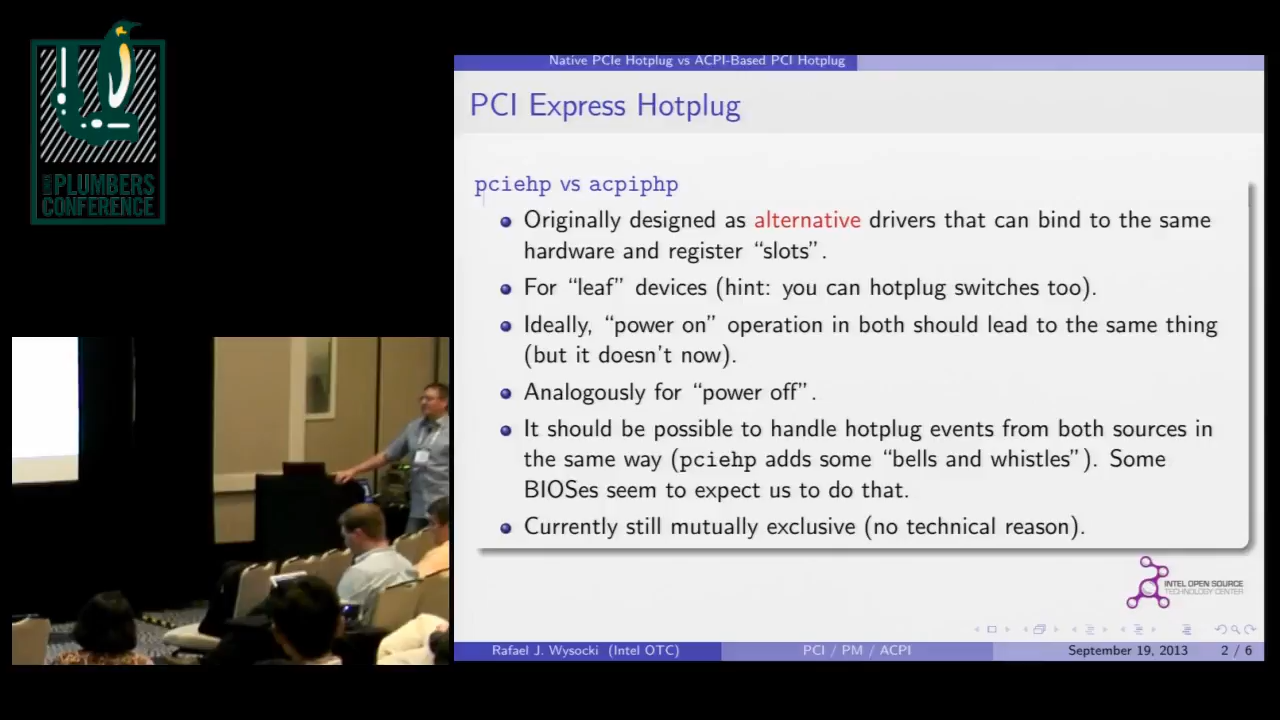 LINUX
PLUMBERS
CONFERENCE
Native PCIe Hotplug vs ACPI-Based PCI Hotplug
PCI Express Hotplug
pciehp vs acpiphp
Originally designed as alternative drivers that can bind to the same
hardware and register “slots”.
For “leaf” devices (hint: you can hotplug switches too).
Ideally, “power on” operation in both should lead to the same thing
(but it doesn't now).
Analogously for “power off”.
It should be possible to handle hotplug events from both sources in
the same way (pciehp adds some “bells and whistles”). Some
BIOSes seem to expect us to do that.
Currently still mutually exclusive (no technical reason).
INTEL OPEN SOURCE
TECHNOLOGY CENTER
Rafael J. Wysocki (Intel OTC)
PCI / PM / ACPI
September 19, 2013
2 / 6